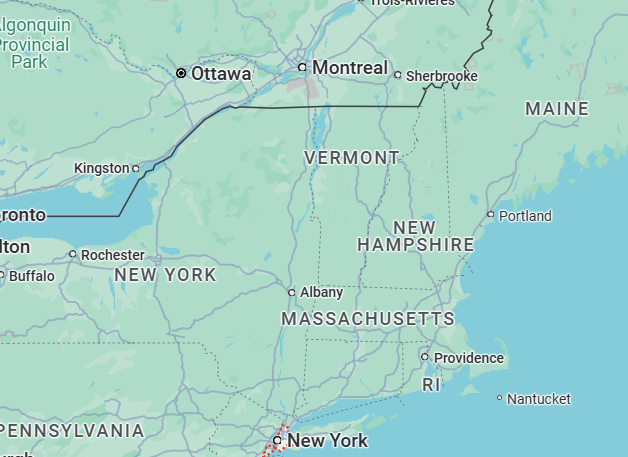 Trois-Rivières
Algonquin
Provincial
Park
Ottawa
Montreal
Sherbrooke
MAINE
VERMONT
Kingston
ronto
Portland
NEW
HAMPSHIRE
lton
Rochester
Buffalo
NEW YORK
Albany
MASSACHUSETTS
Providence
RI
Nantucket
PENNSYLVANIA
New York